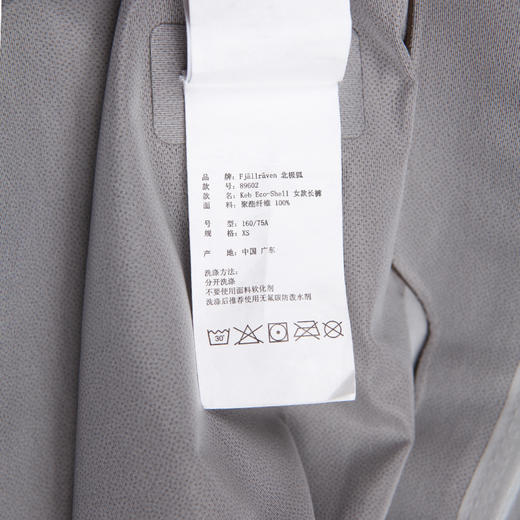 品　牌：Fjällräven 北极狐
款　号：89602
款　名：Keb Eco-Shell 女款长裤
面　料：聚酯纤维 100%
号　型：160/75A
规　格：XS
产　地：中国 广东
洗涤方法：
分开洗涤
不要使用面料软化剂
洗涤后推荐使用无氟碳防泼水剂
30°